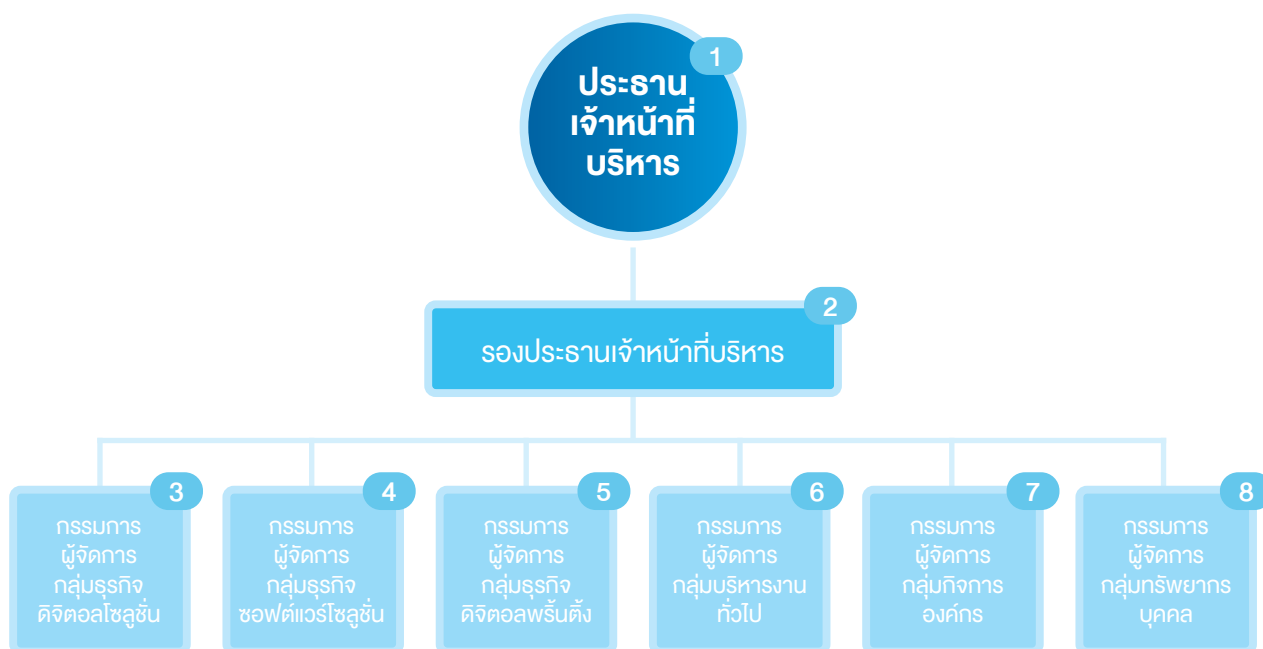 1
ประธาน
เจ้าหน้าที่
บริหาร
2
รองประธานเจ้าหน้าที่บริหาร
3
กรรมการ
ผู้จัดการ
กลุ่มธุรกิจ
ดิจิตอลโซลูชั่น
4
กรรมการ
ผู้จัดการ
กลุ่มธุรกิจ
ซอฟต์แวร์โซลูชั่น
5
กรรมการ
ผู้จัดการ
กลุ่มธุรกิจ
ดิจิตอลพริ้นติ้ง
6
กรรมการ
ผู้จัดการ
กลุ่มบริหารงาน
ทั่วไป
7
กรรมการ
ผู้จัดการ
กลุ่มกิจการ
องค์กร
8
กรรมการ
ผู้จัดการ
กลุ่มทรัพยากร
บุคคล